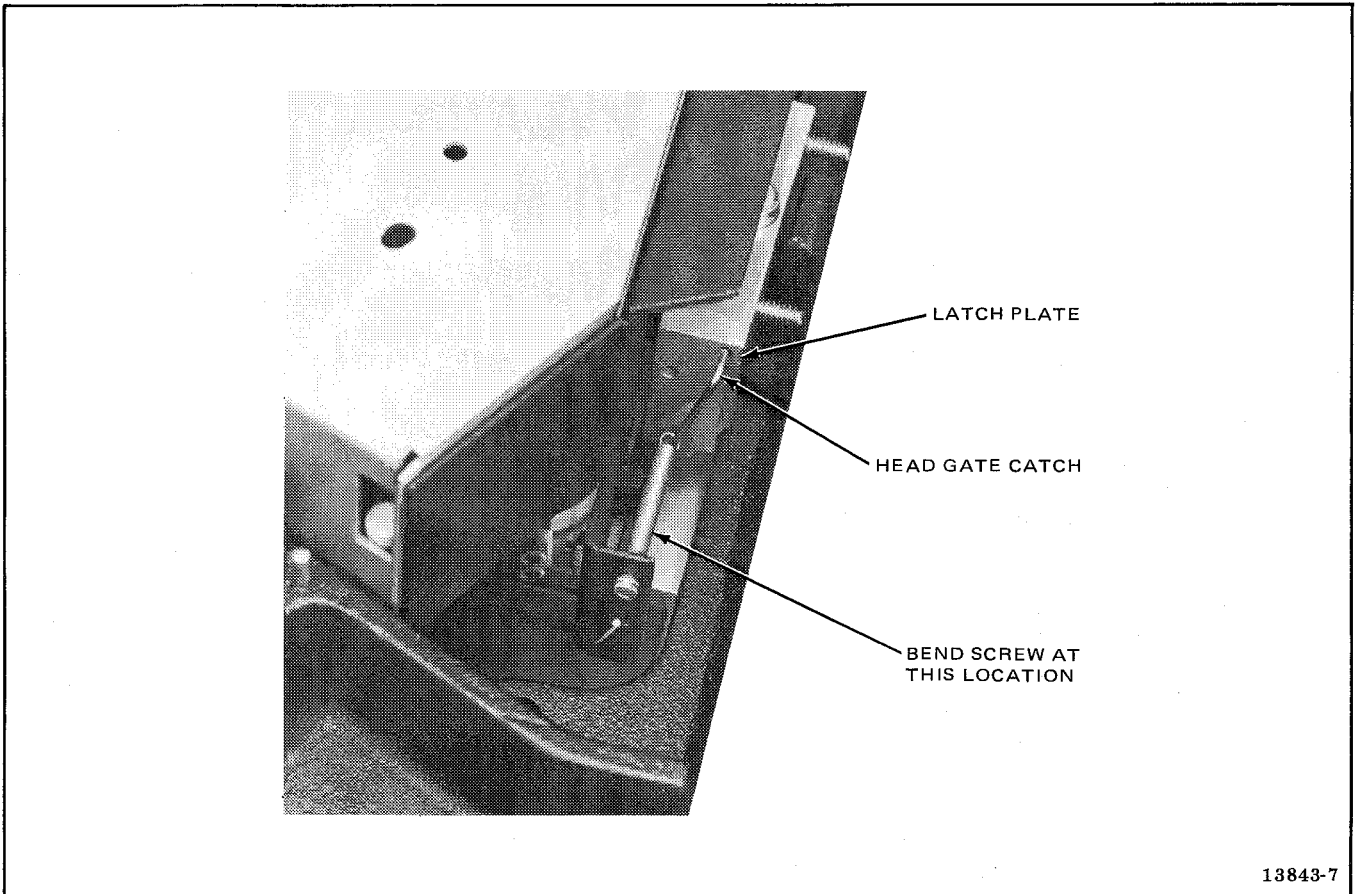 LATCH PLATE
HEAD GATE CATCH
BEND SCREW AT
THIS LOCATION
13843-7